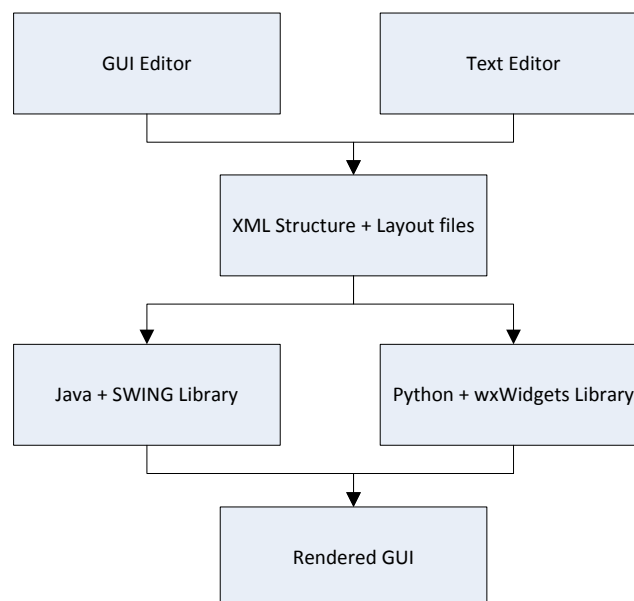 GUI Editor
Text Editor
XML Structure + Layout files
Java + SWING Library
Python + wxWidgets Library
Rendered GUI